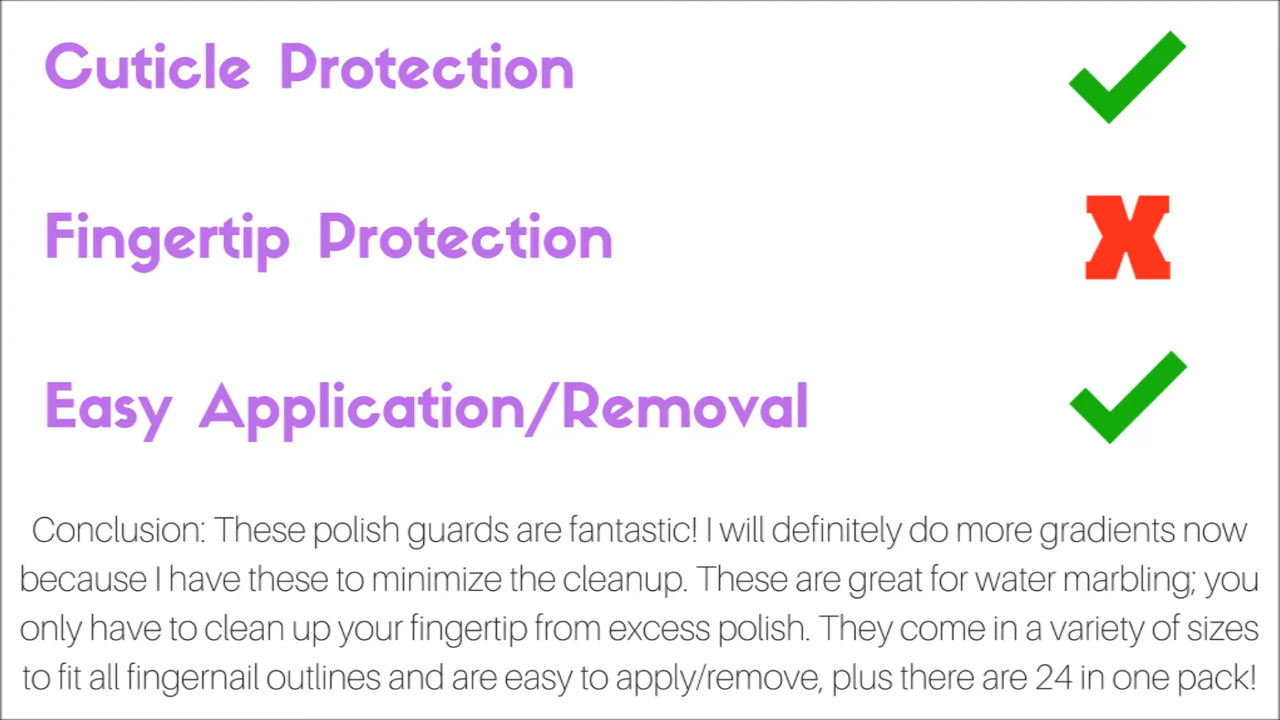 Cuticle Protection
Fingertip Protection
X
Easy Application/Removal
Conclusion: These polish guards are fantastic! I will definitely do more gradients now
because I have these to minimize the cleanup. These are great for water marbling; you
only have to clean up your fingertip from excess polish. They come in a variety of sizes
to fit all fingernail outlines and are easy to apply/remove, plus there are 24 in one pack!